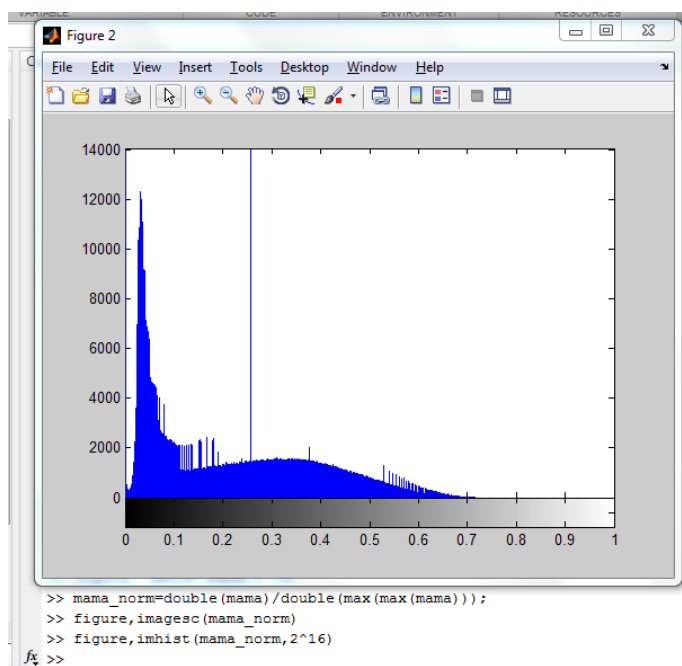 VARIABLE CODE ENVIRONMENT RESOURCES
Figure 2
File Edit View Insert Tools Desktop Window Help
14000
12000
10000
8000
6000
4000
2000
0
0 0.1 0.2 0.3 0.4 0.5 0.6 0.7 0.8 0.9 1
>> mama_norm=double(mama)/double(max(max(mama)));
>> figure,imagesc(mama_norm)
>> figure,imhist(mama_norm,2^16)
fx >>